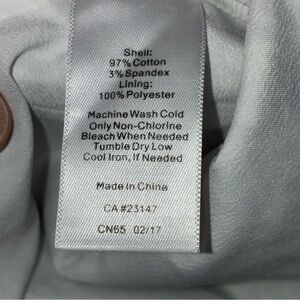 Shell:
97% Cotton
3% Spandex
Lining:
100% Polyester
Machine Wash Cold
Only Non-Chlorine
Bleach When Needed
Tumble Dry Low
Cool Iron, If Needed
Made in China
CA #23147
CN65 02/17